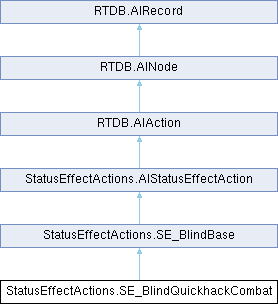 RTDB.AIRecord
RTDB.AINode
RTDB.AIAction
StatusEffectActions.AIStatusEffectAction
StatusEffectActions.SE_BlindBase
StatusEffectActions.SE_BlindQuickhackCombat